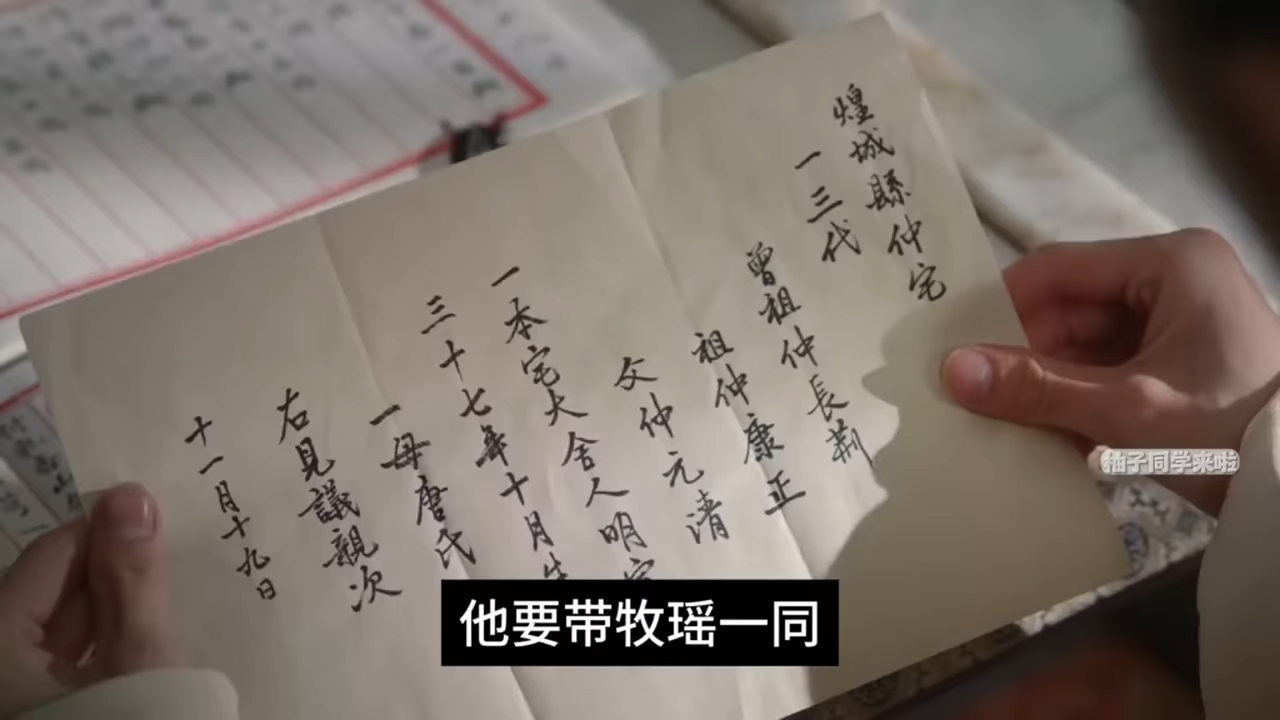 煌城縣仲宅
一三代
曾祖仲長荆
祖仲康正
父仲元清
一本宅大舍人明宗
三十七年十月生
一母唐氏
右見議親次
十一月十九日
他要带牧瑶一同
柚子同学来啦